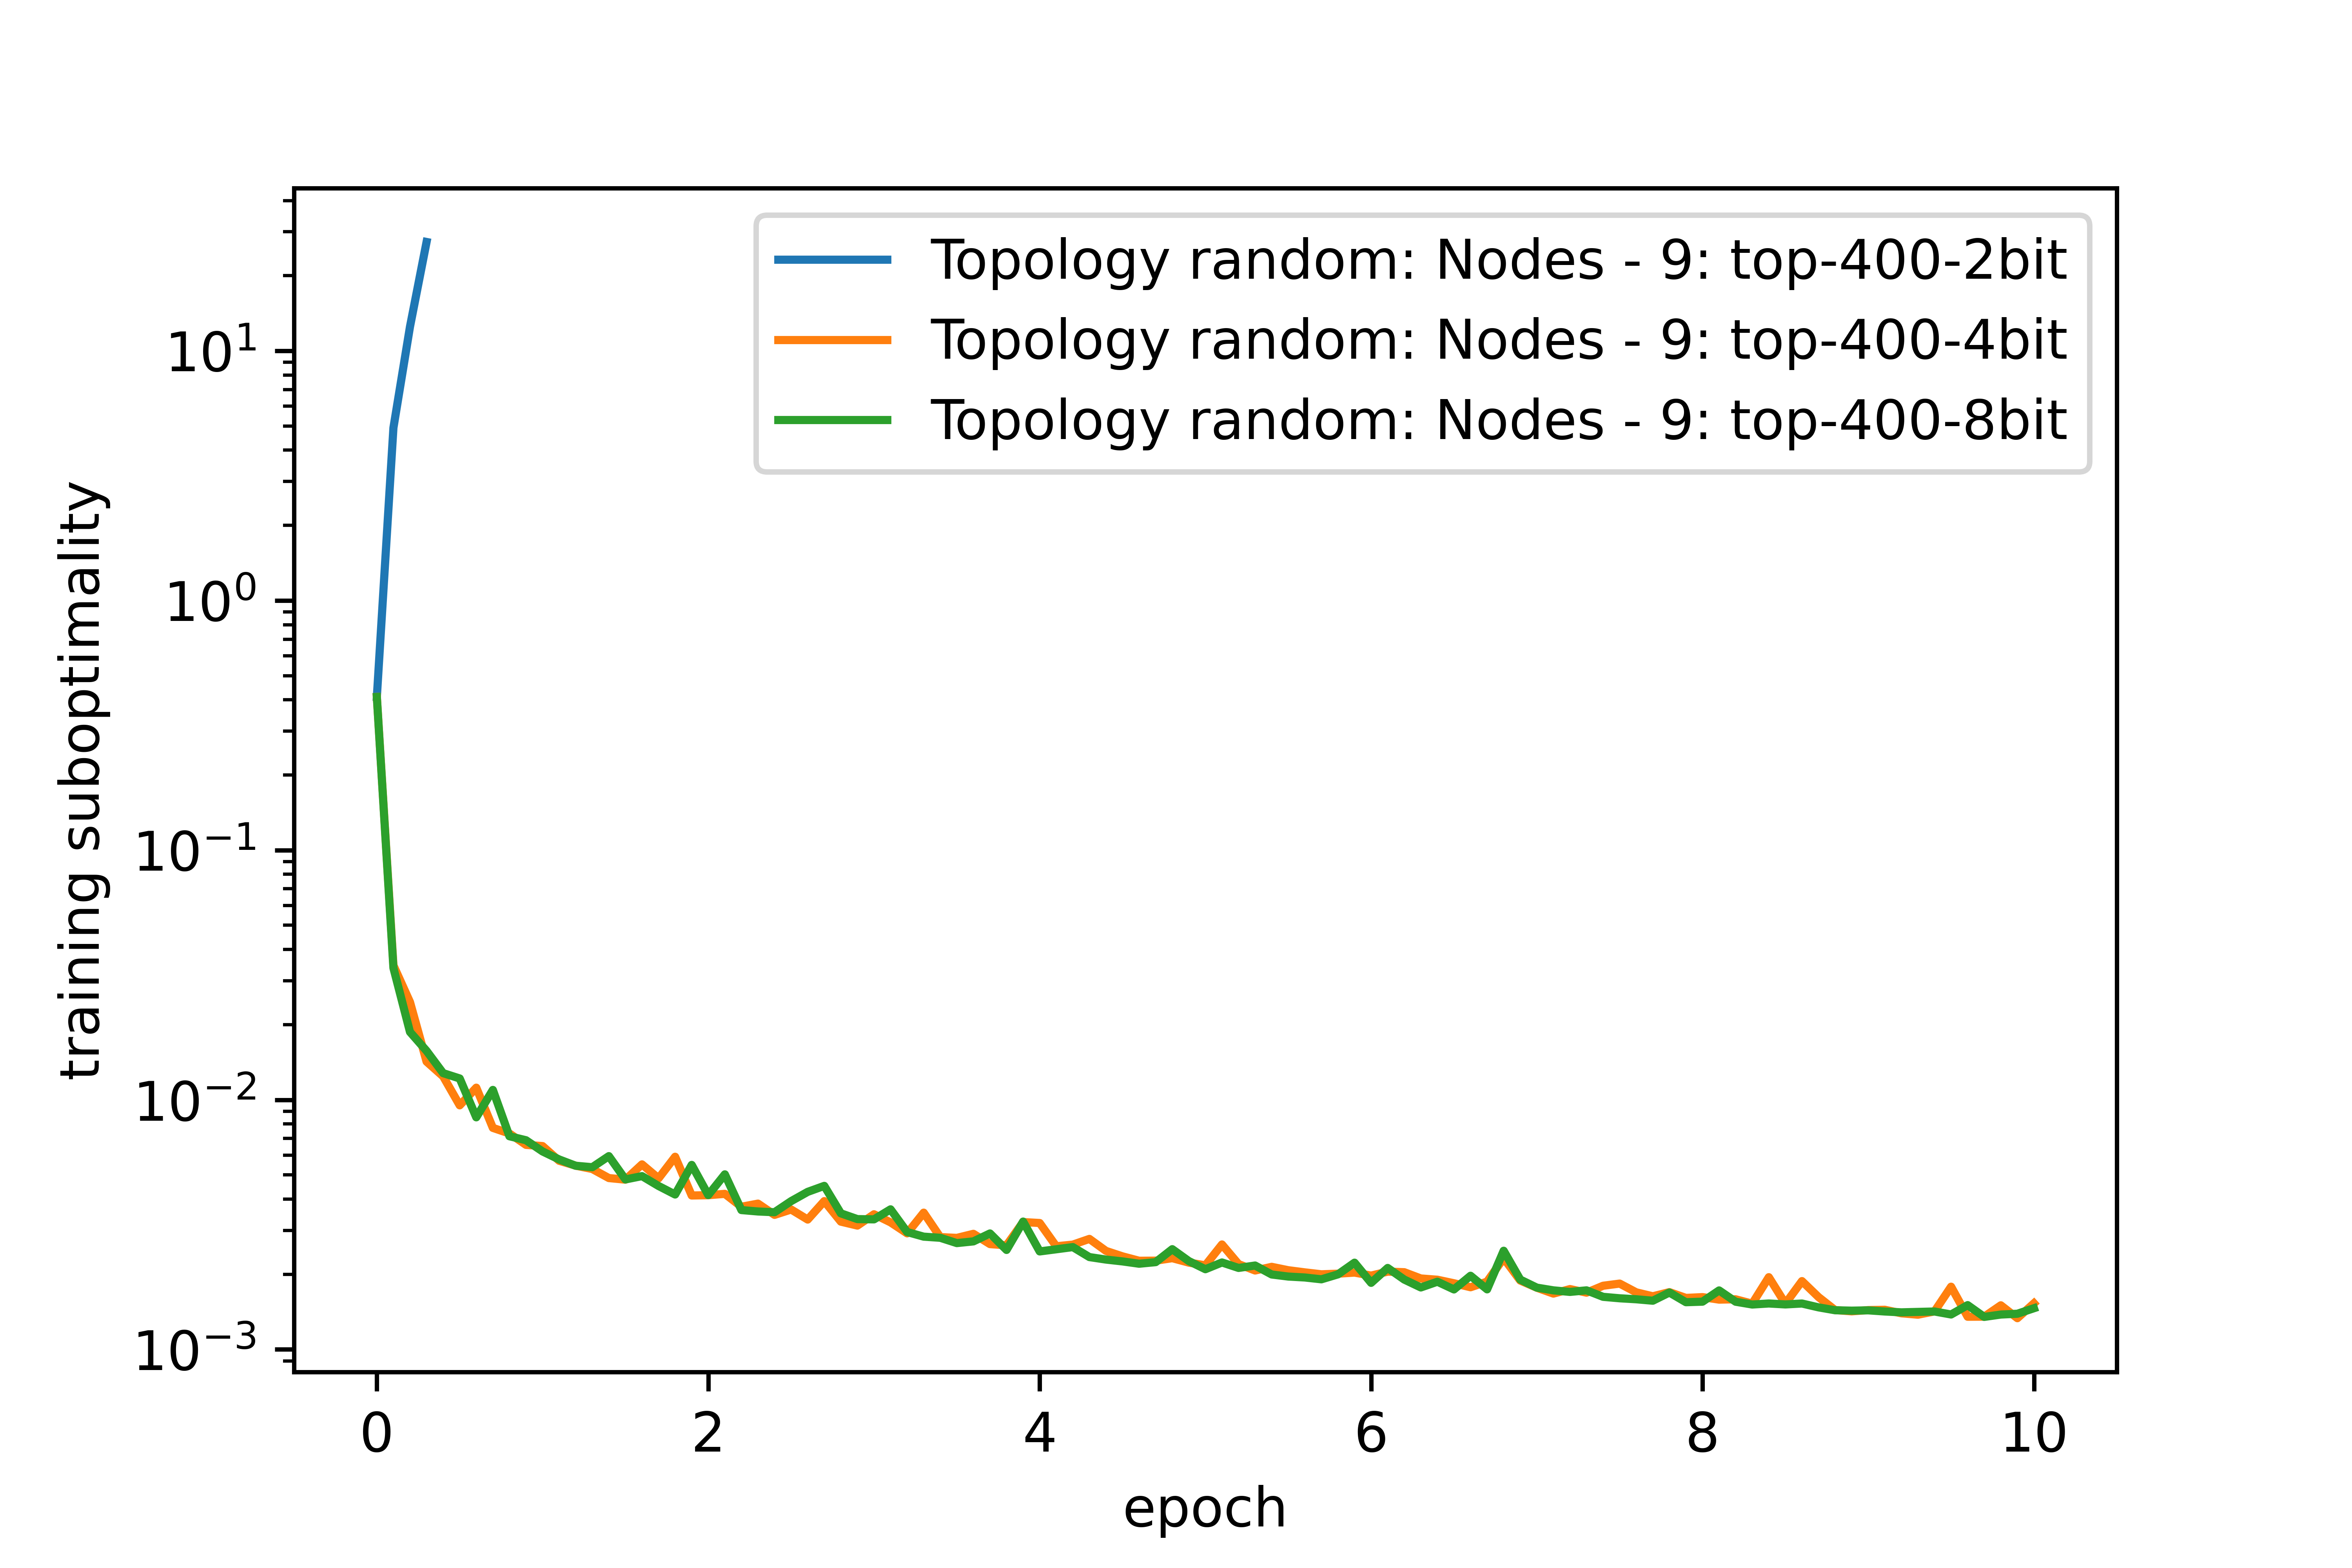 Topology random: Nodes - 9: top-400-2bit
Topology random: Nodes - 9: top-400-4bit
Topology random: Nodes - 9: top-400-8bit
training suboptimality
10¹
10⁰
10⁻¹
10⁻²
10⁻³
0 2 4 6 8 10
epoch